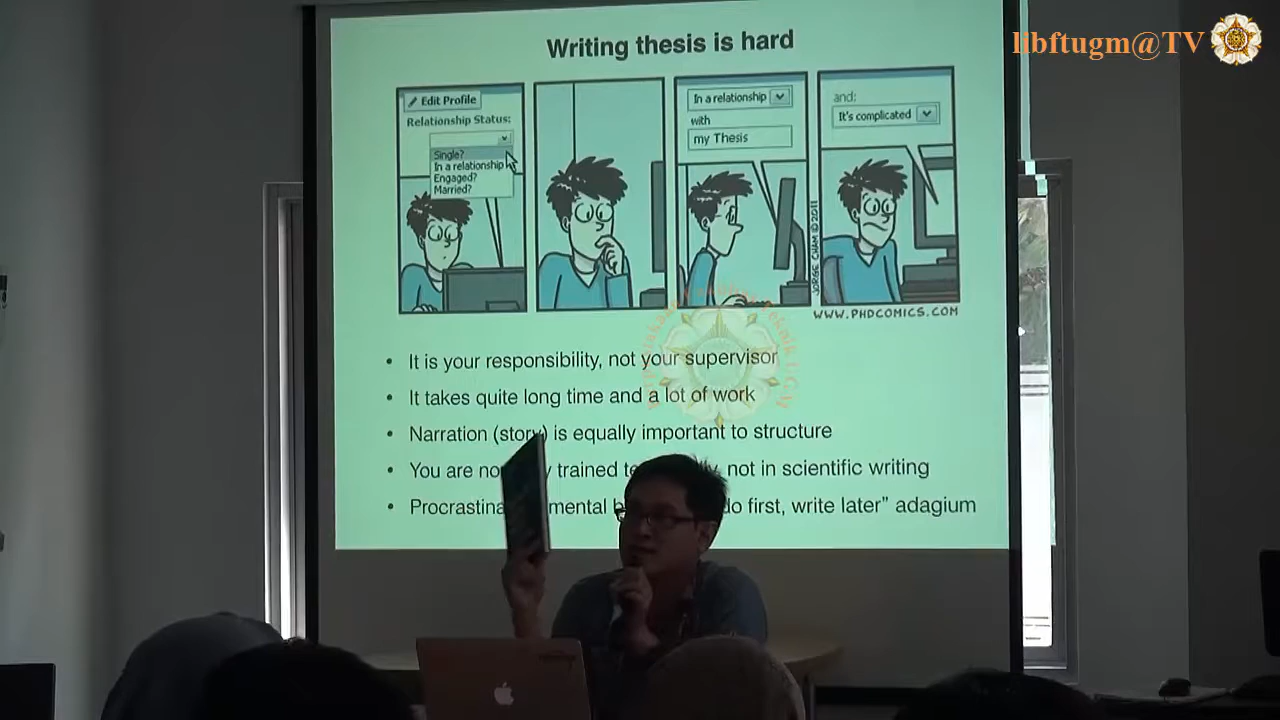 libftugm@TV
Writing thesis is hard
Edit Profile
Relationship Status:
Single?
In a relationship
Engaged?
Married?
In a relationship
with
my Thesis
and:
It's complicated
JORGE CHAM ©2011
WWW.PHDCOMICS.COM
• It is your responsibility, not your supervisor
• It takes quite long time and a lot of work
• Narration (story) is equally important to structure
• You are trained not in scientific writing
• mental do first, write later” adagium